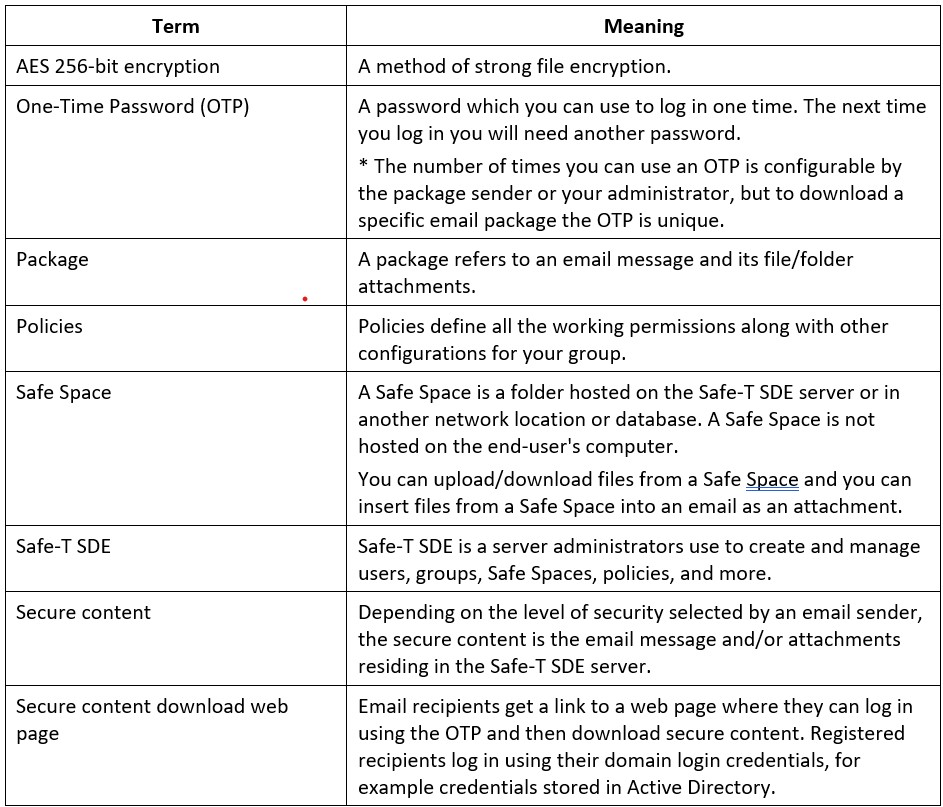 Term Meaning
AES 256-bit encryption A method of strong file encryption.
One-Time Password (OTP) A password which you can use to log in one time. The next time
you log in you will need another password.
* The number of times you can use an OTP is configurable by
the package sender or your administrator, but to download a
specific email package the OTP is unique.
Package A package refers to an email message and its file/folder
attachments.
Policies Policies define all the working permissions along with other
configurations for your group.
Safe Space A Safe Space is a folder hosted on the Safe-T SDE server or in
another network location or database. A Safe Space is not
hosted on the end-user's computer.
You can upload/download files from a Safe Space and you can
insert files from a Safe Space into an email as an attachment.
Safe-T SDE Safe-T SDE is a server administrators use to create and manage
users, groups, Safe Spaces, policies, and more.
Secure content Depending on the level of security selected by an email sender,
the secure content is the email message and/or attachments
residing in the Safe-T SDE server.
Secure content download web Email recipients get a link to a web page where they can log in
page using the OTP and then download secure content. Registered
recipients log in using their domain login credentials, for
example credentials stored in Active Directory.